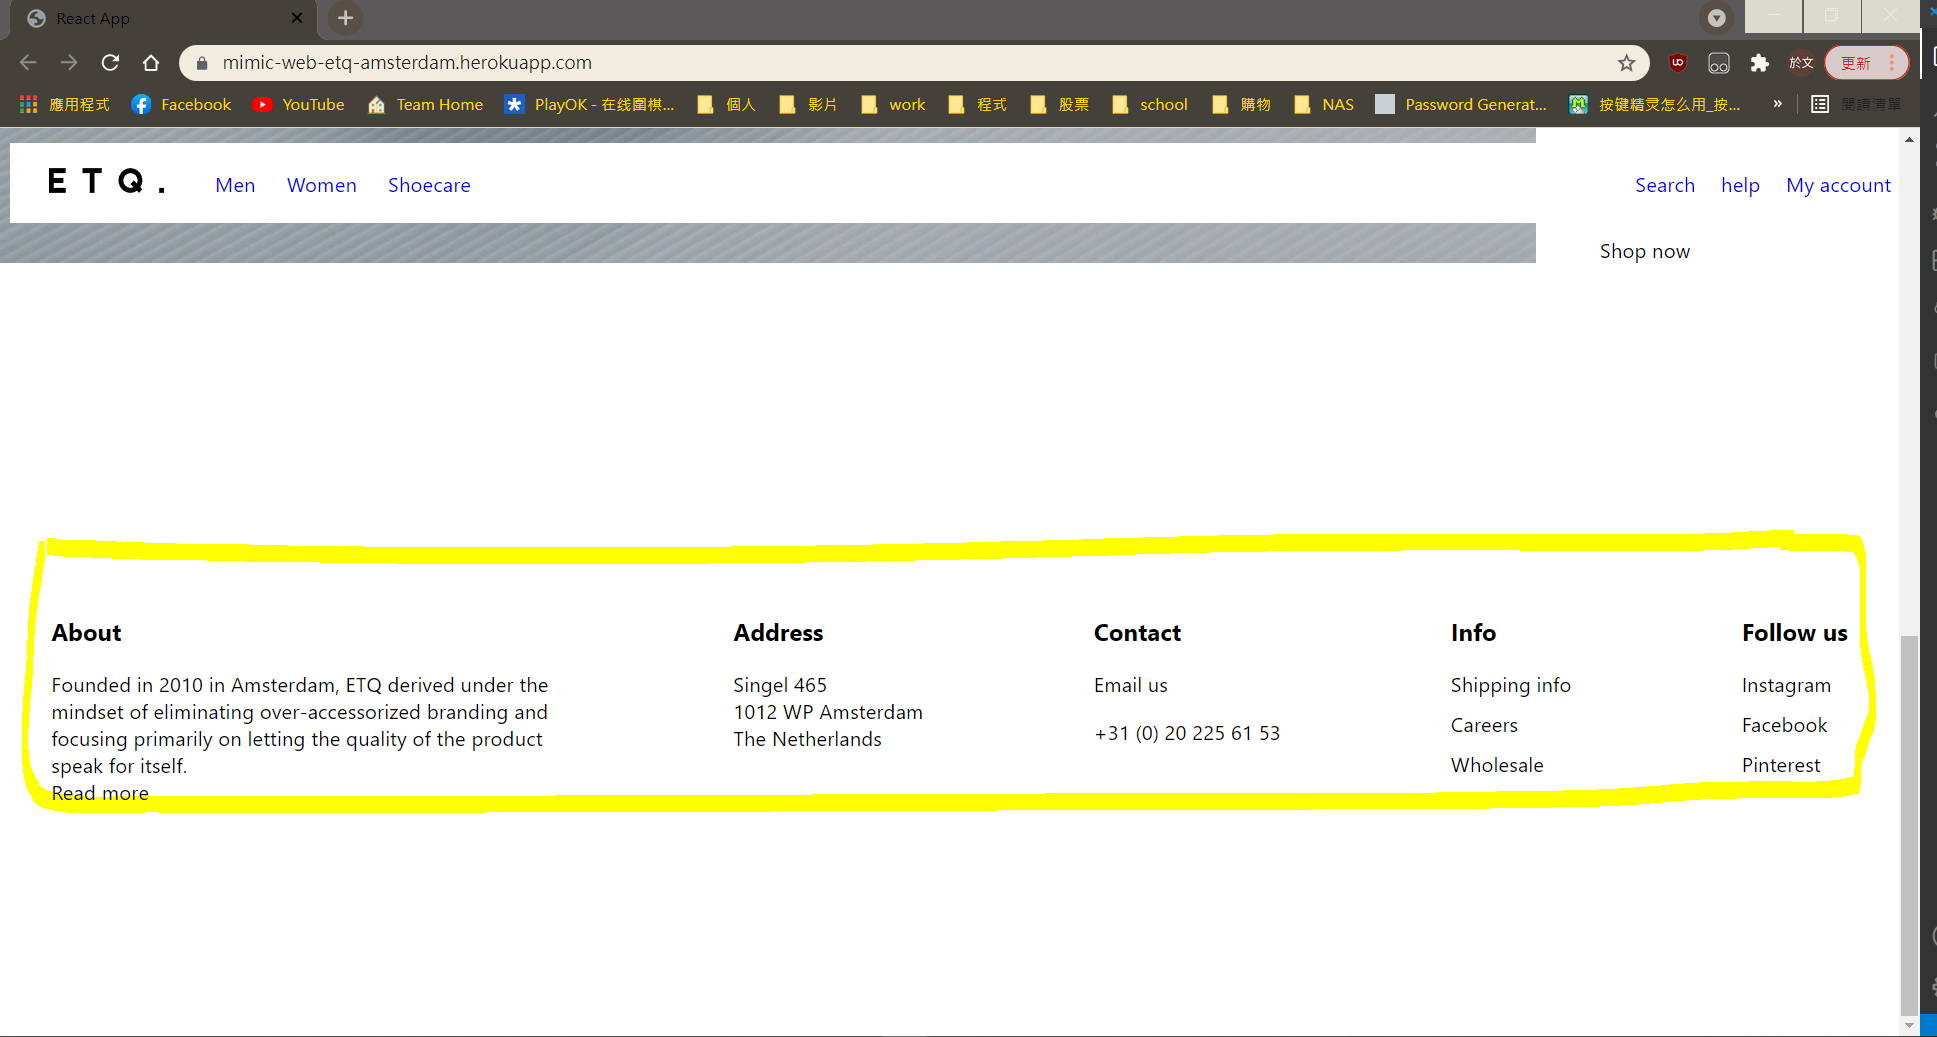 React App
mimic-web-etq-amsterdam.herokuapp.com
於文
更新
應用程式
Facebook
YouTube
Team Home
PlayOK - 在线圍棋...
個人
影片
work
程式
股票
school
購物
NAS
Password Generat...
按键精灵怎么用_按...
»
閱讀清單
ETQ.
Men
Women
Shoecare
Search
help
My account
Shop now
About
Founded in 2010 in Amsterdam, ETQ derived under the
mindset of eliminating over-accessorized branding and
focusing primarily on letting the quality of the product
speak for itself.
Read more
Address
Singel 465
1012 WP Amsterdam
The Netherlands
Contact
Email us
+31 (0) 20 225 61 53
Info
Shipping info
Careers
Wholesale
Follow us
Instagram
Facebook
Pinterest